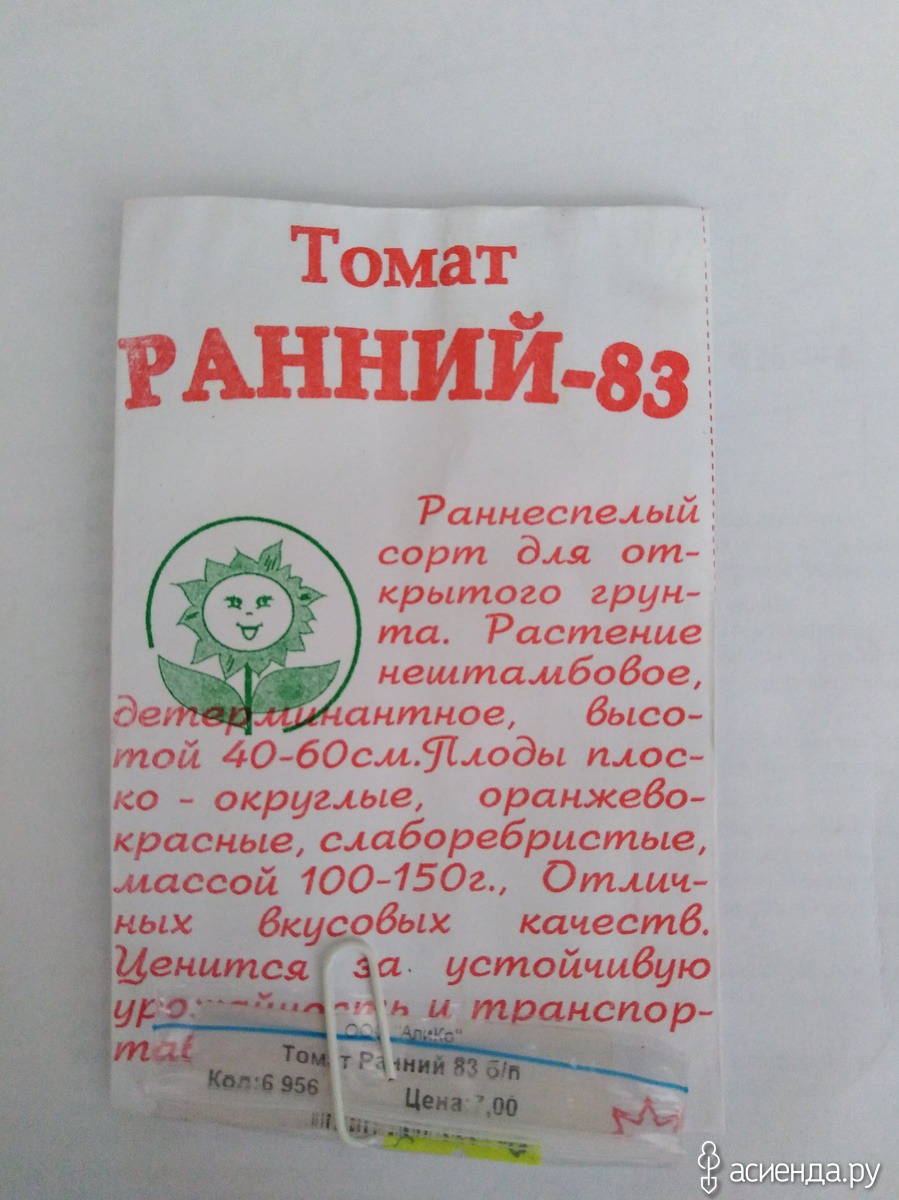 Томат
РАННИЙ-83
Раннеспелый
сорт для от-
крытого грун-
та. Растение
нештамбовое,
детерминантное, высо-
той 40-60см.Плоды плос-
ко - округлые, оранжево-
красные, слаборебристые,
массой 100-150г., Отлич-
ных вкусовых качеств.
Ценится за устойчивую
урожайность и транспор-
ООО "АлиКо"
Томат Ранний 83 б/п
Код:6 956 Цена:7,00
асиенда.ру